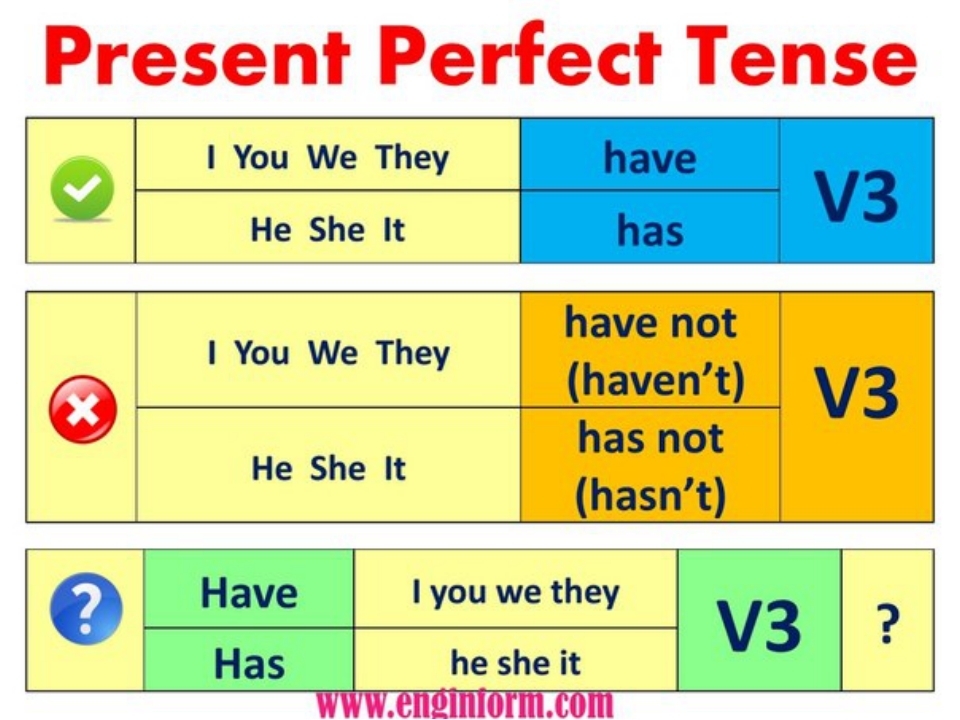 Present Perfect Tense
I You We They have
He She It has
V3
I You We They have not
(haven’t)
He She It has not
(hasn’t)
V3
? Have I you we they
Has he she it
V3 ?
www.enginform.com